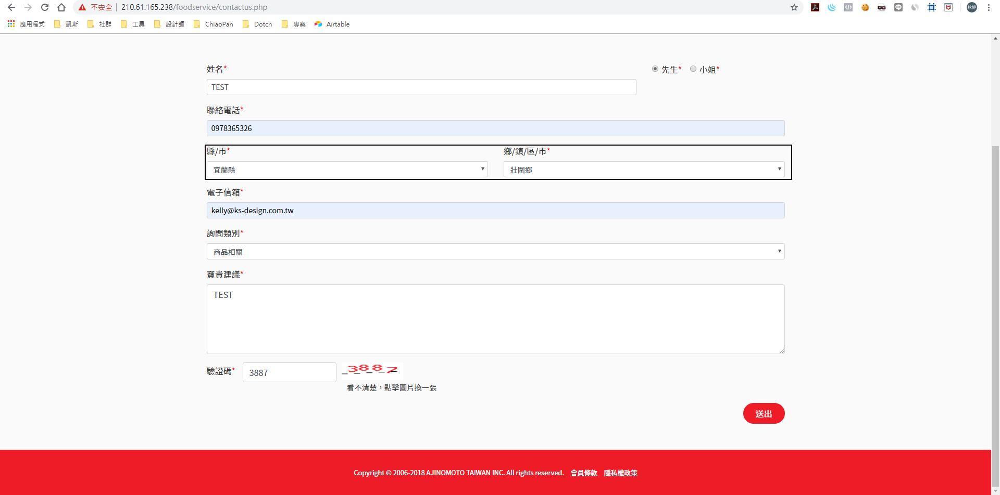 不安全 210.61.165.238/foodservice/contactus.php
應用程式 凱斯 社群 工具 設計師 ChiaoPan Dotch 專案 Airtable
姓名* 先生* 小姐*
TEST
聯絡電話*
0978365326
縣/市* 鄉/鎮/區/市*
宜蘭縣 壯圍鄉
電子信箱*
kelly@ks-design.com.tw
詢問類別*
商品相關
寶貴建議*
TEST
驗證碼* 3887 3887
看不清楚，點擊圖片換一張
送出
Copyright © 2006-2018 AJINOMOTO TAIWAN INC. All rights reserved. 會員條款 隱私權政策